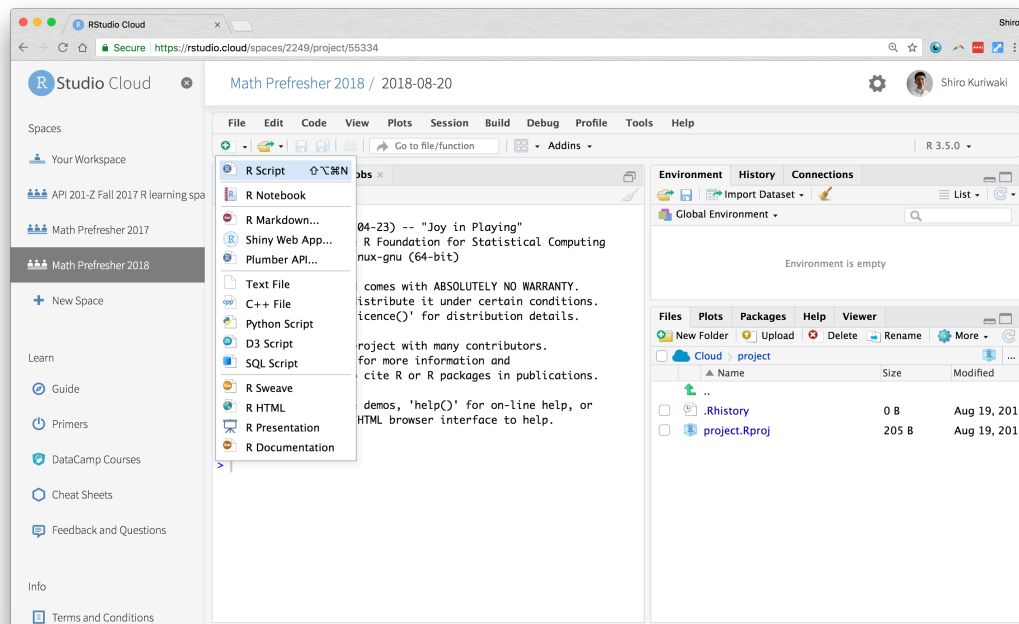 RStudio Cloud
Shiro
Secure https://rstudio.cloud/spaces/2249/project/55334
R Studio Cloud
Math Prefresher 2018 / 2018-08-20
Shiro Kuriwaki
Spaces
Your Workspace
API 201-Z Fall 2017 R learning spa
Math Prefresher 2017
Math Prefresher 2018
New Space
Learn
Guide
Primers
DataCamp Courses
Cheat Sheets
Feedback and Questions
Info
Terms and Conditions
File Edit Code View Plots Session Build Debug Profile Tools Help
Go to file/function Addins R 3.5.0
R Script ⇧⌥⌘N
R Notebook
R Markdown...
Shiny Web App...
Plumber API...
Text File
C++ File
Python Script
D3 Script
SQL Script
R Sweave
R HTML
R Presentation
R Documentation
obs
04-23) -- "Joy in Playing"
R Foundation for Statistical Computing
nux-gnu (64-bit)
comes with ABSOLUTELY NO WARRANTY.
istribute it under certain conditions.
icence()' for distribution details.
roject with many contributors.
for more information and
cite R or R packages in publications.
demos, 'help()' for on-line help, or
HTML browser interface to help.
>
Environment History Connections
Import Dataset List
Global Environment
Environment is empty
Files Plots Packages Help Viewer
New Folder Upload Delete Rename More
Cloud > project R ...
Name Size Modified
..
.Rhistory 0 B Aug 19, 201
project.Rproj 205 B Aug 19, 201